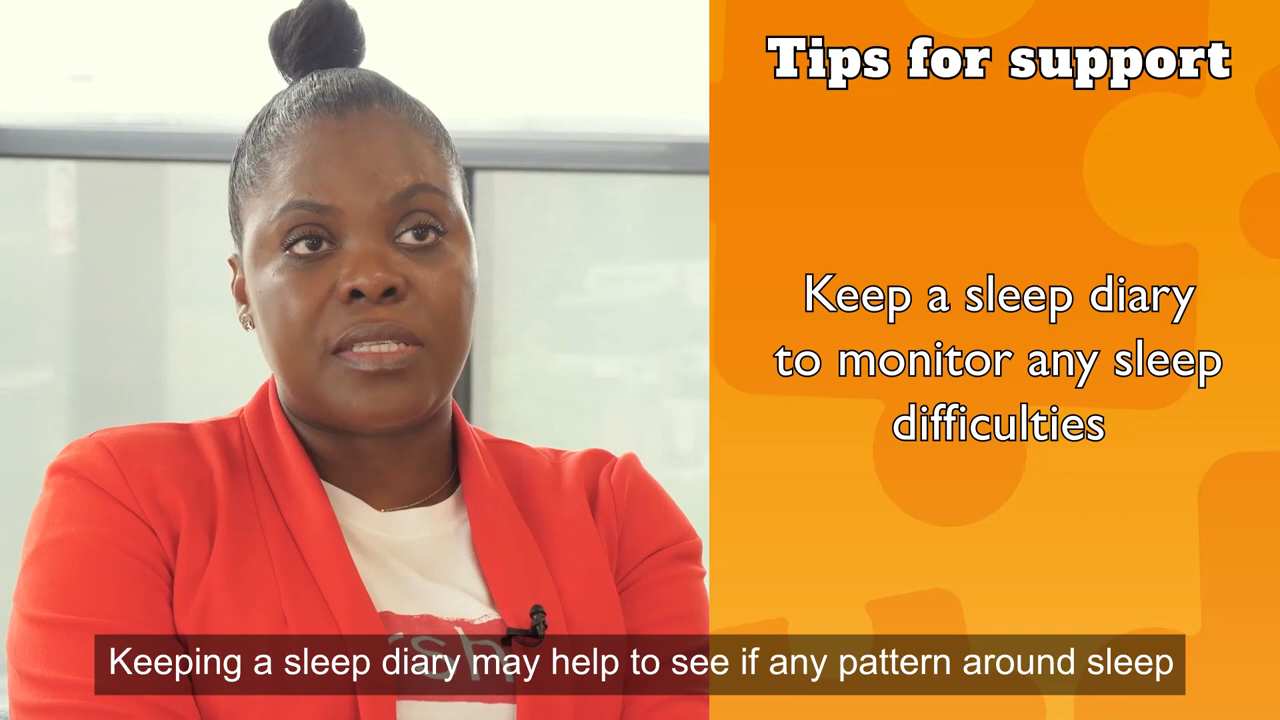 Tips for support
Keep a sleep diary
to monitor any sleep
difficulties
Keeping a sleep diary may help to see if any pattern around sleep